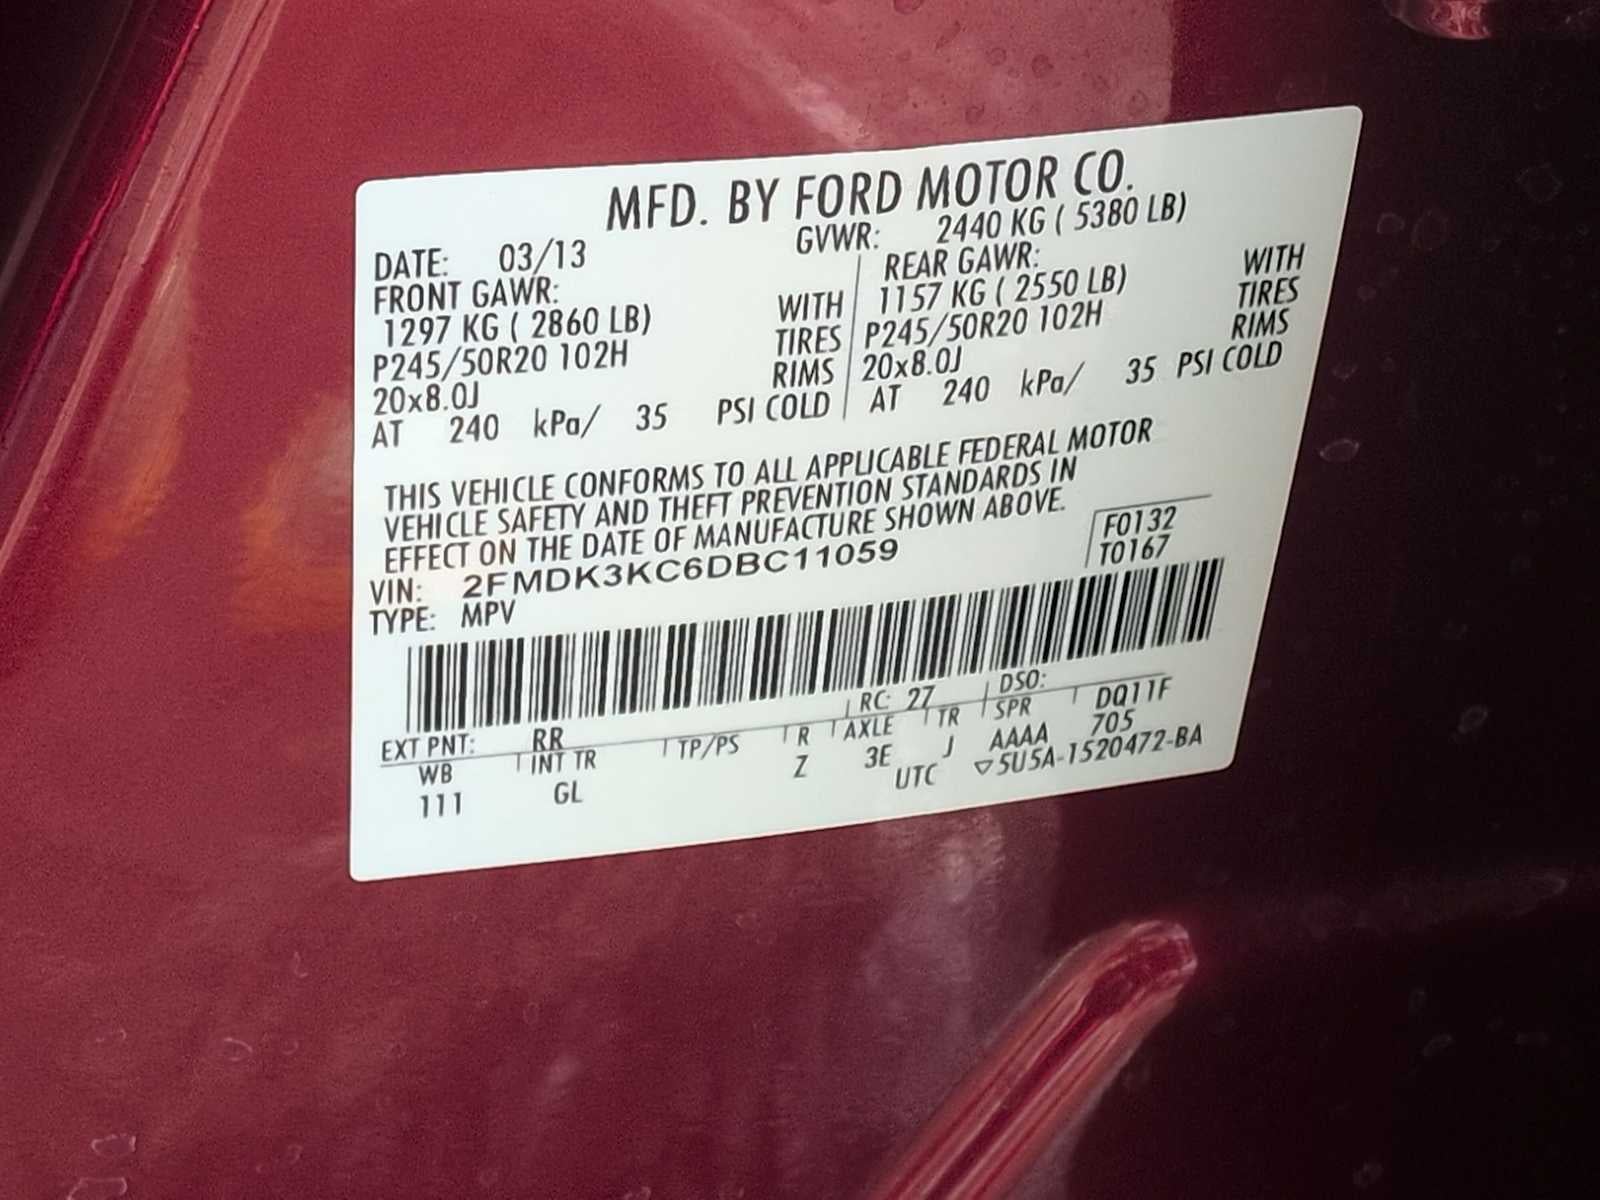 MFD. BY FORD MOTOR CO.
DATE: 03/13 GVWR: 2440 KG ( 5380 LB)
FRONT GAWR: REAR GAWR:
1297 KG ( 2860 LB) WITH 1157 KG ( 2550 LB) WITH
P245/50R20 102H TIRES P245/50R20 102H TIRES
20x8.0J RIMS 20x8.0J RIMS
AT 240 kPa/ 35 PSI COLD AT 240 kPa/ 35 PSI COLD
THIS VEHICLE CONFORMS TO ALL APPLICABLE FEDERAL MOTOR
VEHICLE SAFETY AND THEFT PREVENTION STANDARDS IN
EFFECT ON THE DATE OF MANUFACTURE SHOWN ABOVE.
F0132
T0167
VIN: 2FMDK3KC6DBC11059
TYPE: MPV
EXT PNT: RR RC: 27 DSO:
WB INT TR TP/PS R AXLE TR SPR DQ11F
111 GL Z 3E J AAAA 705
UTC ▽5U5A-1520472-BA